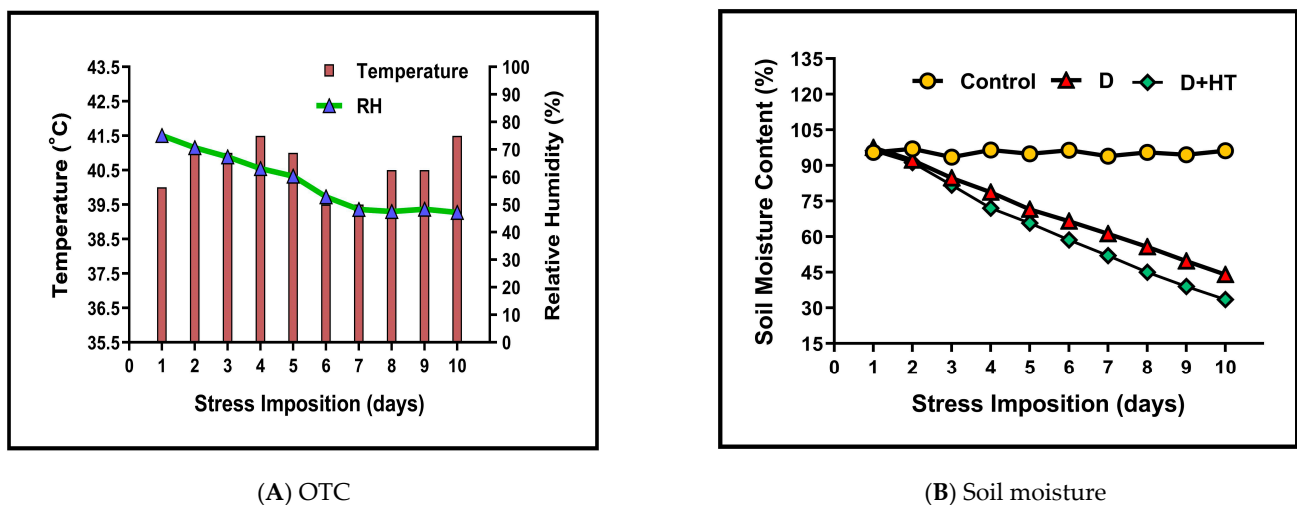 43.5
42.5
41.5
40.5
39.5
38.5
37.5
36.5
35.5
Temperature (°C)
Temperature
RH
100
90
80
70
60
50
40
30
20
10
0
Relative Humidity (%)
0 1 2 3 4 5 6 7 8 9 10
Stress Imposition (days)
(A) OTC
135
120
105
90
75
60
45
30
15
Soil Moisture Content (%)
Control D D+HT
0 1 2 3 4 5 6 7 8 9 10
Stress Imposition (days)
(B) Soil moisture